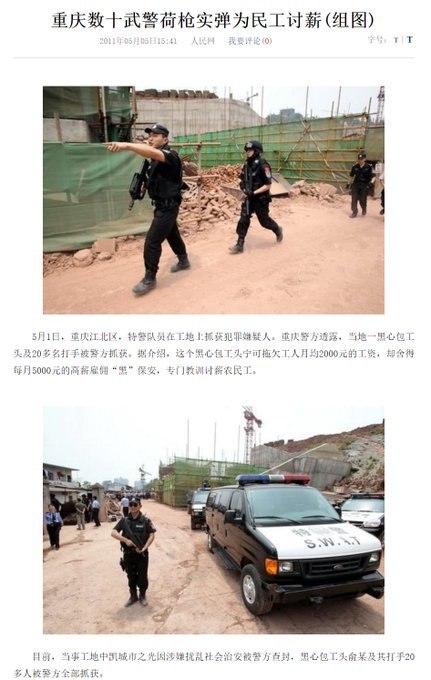 重庆数十武警荷枪实弹为民工讨薪(组图)
2011年05月05日15:41 人民网 我要评论(0) 字号：T | T
5月1日，重庆江北区，特警队员在工地上抓获犯罪嫌疑人。重庆警方透露，当地一黑心包工
头及20多名打手被警方抓获。据介绍，这个黑心包工头宁可拖欠工人月均2000元的工资，却舍得
每月5000元的高薪雇佣“黑”保安，专门教训讨薪农民工。
特警
S.W.A.T
目前，当事工地中凯城市之光因涉嫌扰乱社会治安被警方查封，黑心包工头俞某及其打手20
多人被警方全部抓获。